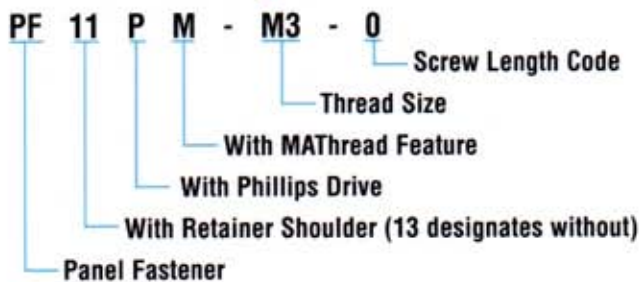 PF 11 P M - M3 - 0
Screw Length Code
Thread Size
With MAThread Feature
With Phillips Drive
With Retainer Shoulder (13 designates without)
Panel Fastener